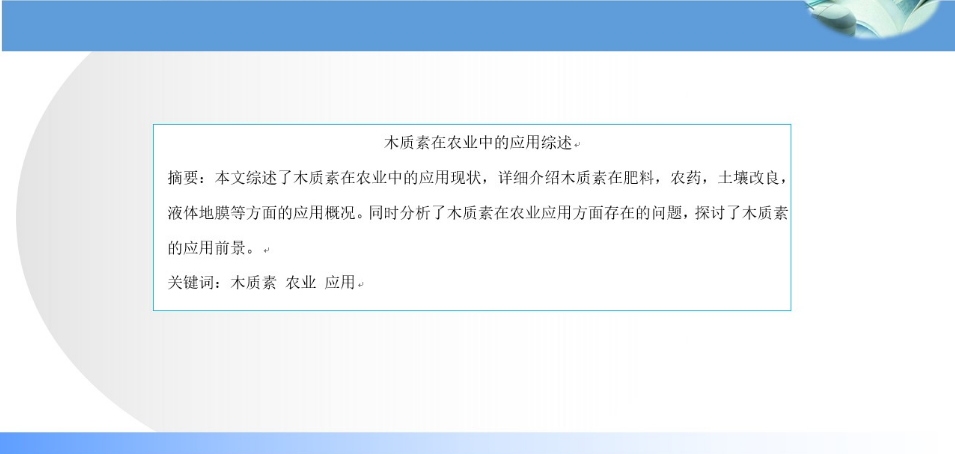 木质素在农业中的应用综述
摘要：本文综述了木质素在农业中的应用现状，详细介绍木质素在肥料，农药，土壤改良，
液体地膜等方面的应用概况。同时分析了木质素在农业应用方面存在的问题，探讨了木质素
的应用前景。
关键词：木质素 农业 应用